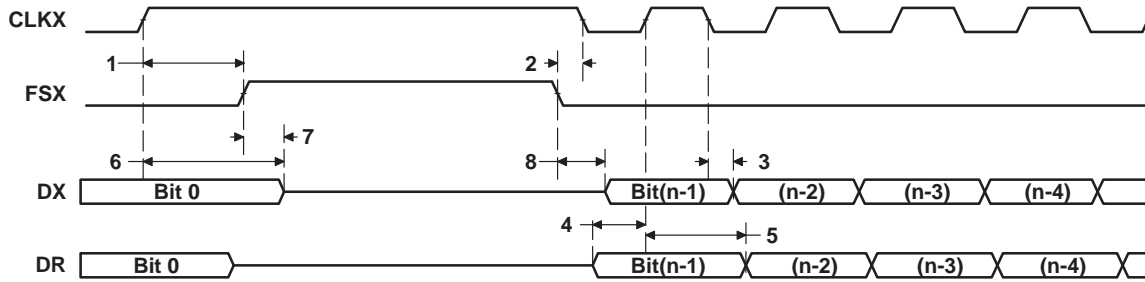 CLKX
1 2
FSX
7
6 8 3
DX Bit 0 Bit(n-1) (n-2) (n-3) (n-4)
4 5
DR Bit 0 Bit(n-1) (n-2) (n-3) (n-4)